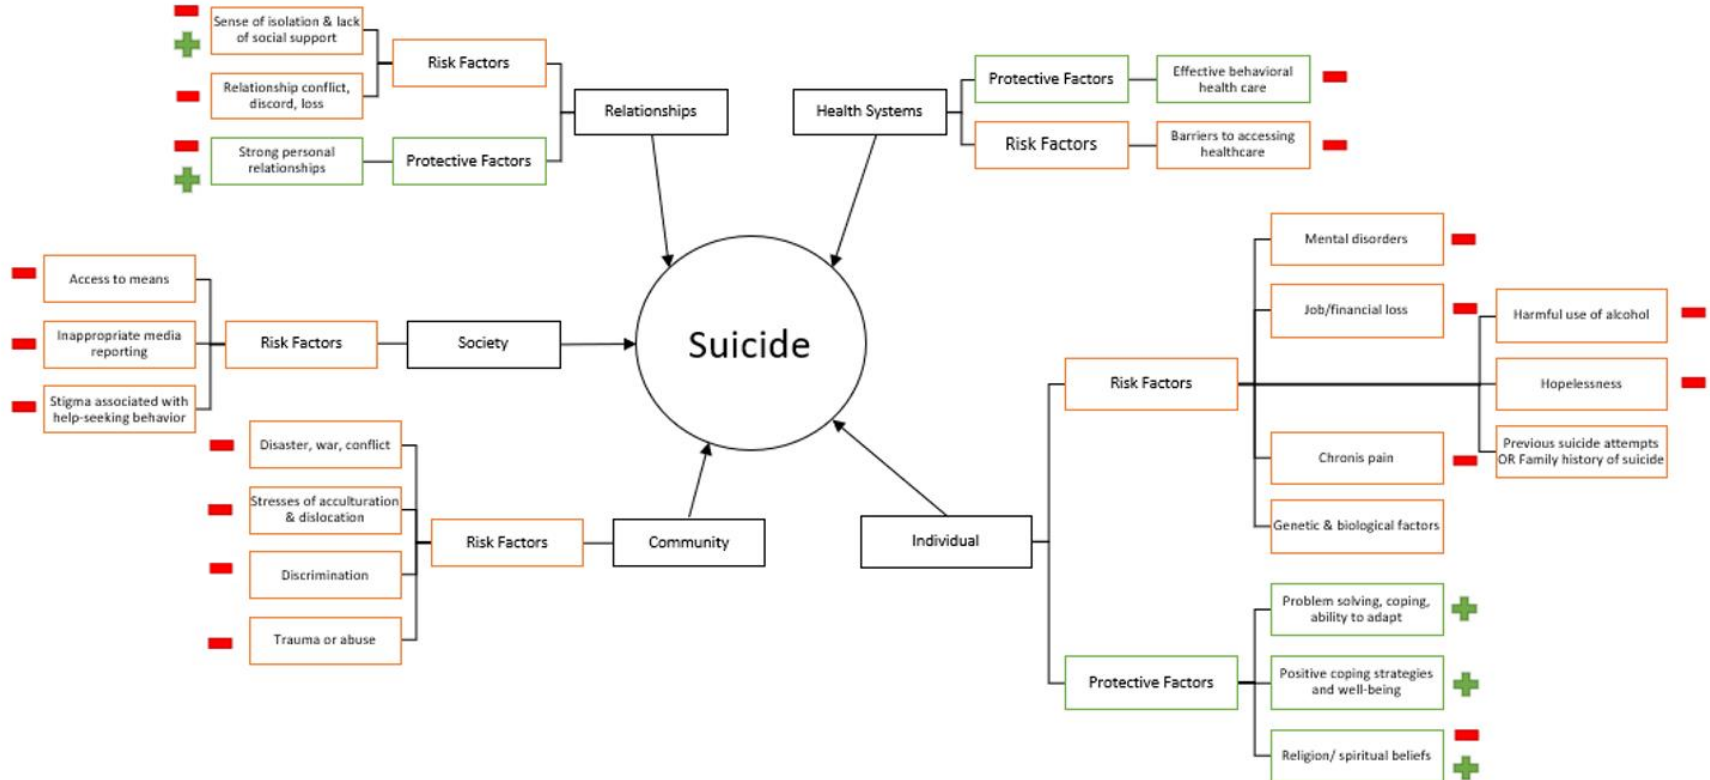 Sense of isolation & lack
of social support
Relationship conflict,
discord, loss
Risk Factors
Strong personal
relationships
Protective Factors
Relationships
Health Systems
Protective Factors
Effective behavioral
health care
Risk Factors
Barriers to accessing
healthcare
Suicide
Access to means
Inappropriate media
reporting
Stigma associated with
help-seeking behavior
Risk Factors
Society
Disaster, war, conflict
Stresses of acculturation
& dislocation
Discrimination
Trauma or abuse
Risk Factors
Community
Individual
Risk Factors
Mental disorders
Job/financial loss
Chronis pain
Genetic & biological factors
Harmful use of alcohol
Hopelessness
Previous suicide attempts
OR Family history of suicide
Protective Factors
Problem solving, coping,
ability to adapt
Positive coping strategies
and well-being
Religion/ spiritual beliefs